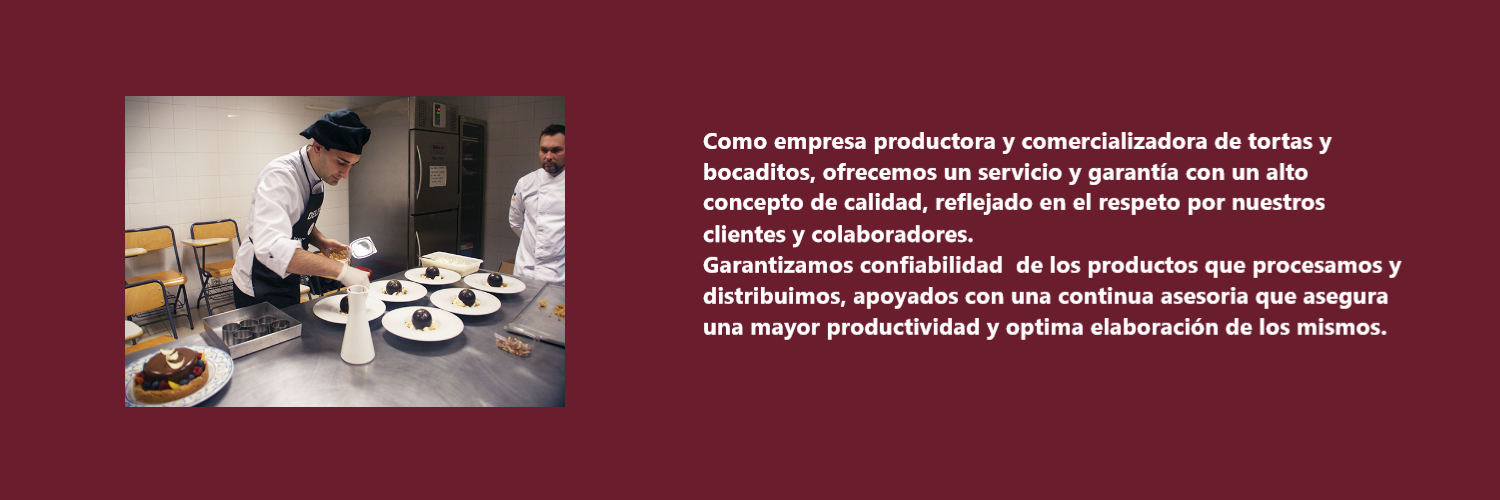 Como empresa productora y comercializadora de tortas y
bocaditos, ofrecemos un servicio y garantía con un alto
concepto de calidad, reflejado en el respeto por nuestros
clientes y colaboradores.
Garantizamos confiabilidad  de los productos que procesamos y
distribuimos, apoyados con una continua asesoria que asegura
una mayor productividad y optima elaboración de los mismos.